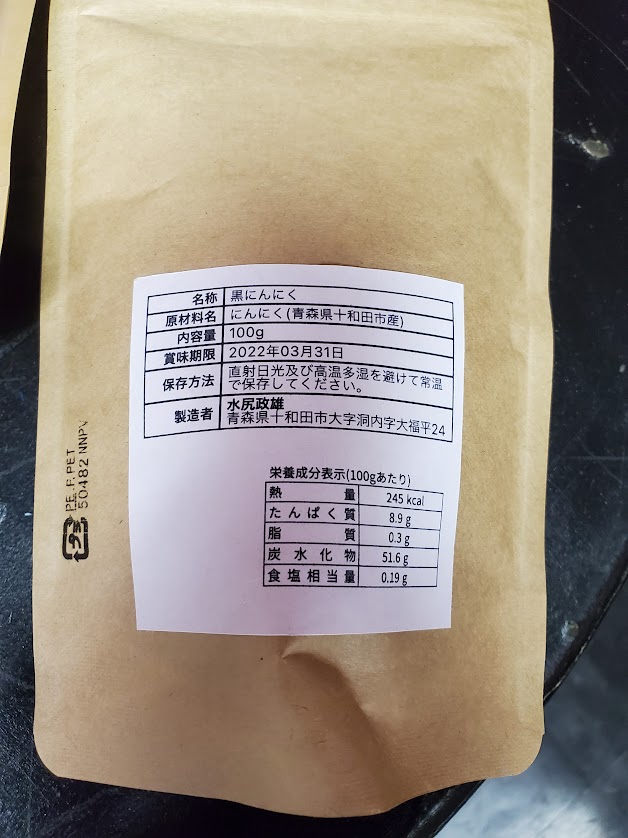 名称 黒にんにく
原材料名 にんにく(青森県十和田市産)
内容量 100g
賞味期限 2022年03月31日
保存方法 直射日光及び高温多湿を避けて常温
で保存してください。
製造者 水尻政雄
青森県十和田市大字洞内字大福平24
栄養成分表示(100gあたり)
熱量 245 kcal
たんぱく質 8.9 g
脂質 0.3 g
炭水化物 51.6 g
食塩相当量 0.19 g
プラ
PE, F, PET
50482 NNPV